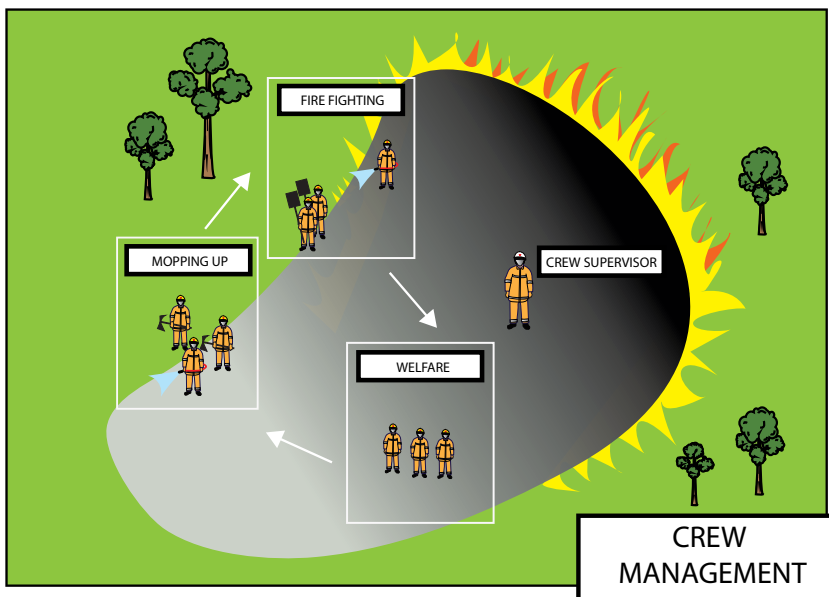 FIRE FIGHTING
MOPPING UP
CREW SUPERVISOR
WELFARE
CREW
MANAGEMENT